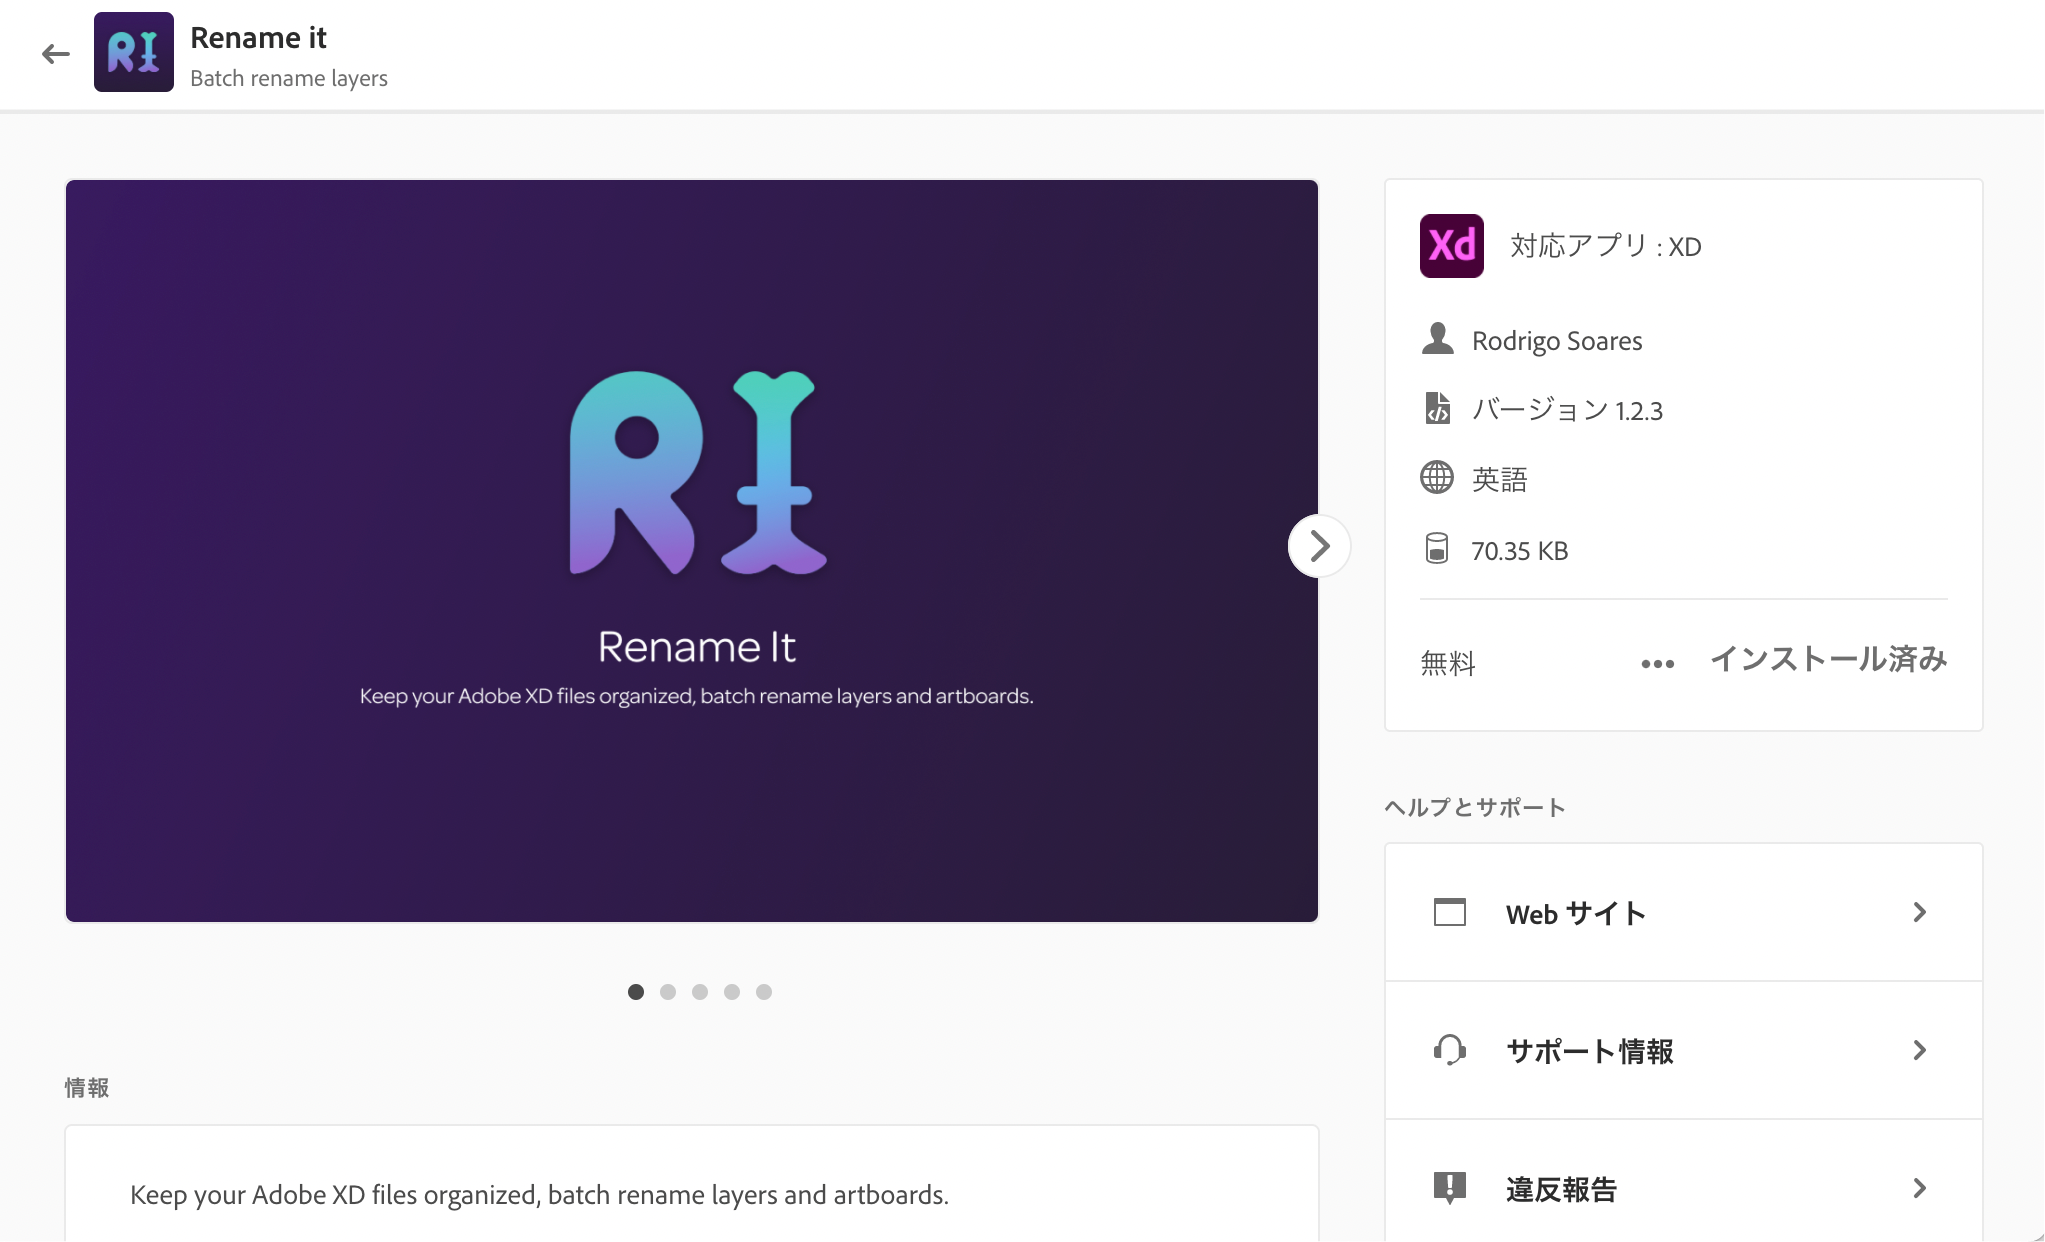 RI
Rename it
Batch rename layers
RI
Rename It
Keep your Adobe XD files organized, batch rename layers and artboards.
情報
Keep your Adobe XD files organized, batch rename layers and artboards.
Xd
対応アプリ : XD
Rodrigo Soares
バージョン 1.2.3
英語
70.35 KB
無料
••• インストール済み
ヘルプとサポート
Web サイト
サポート情報
違反報告